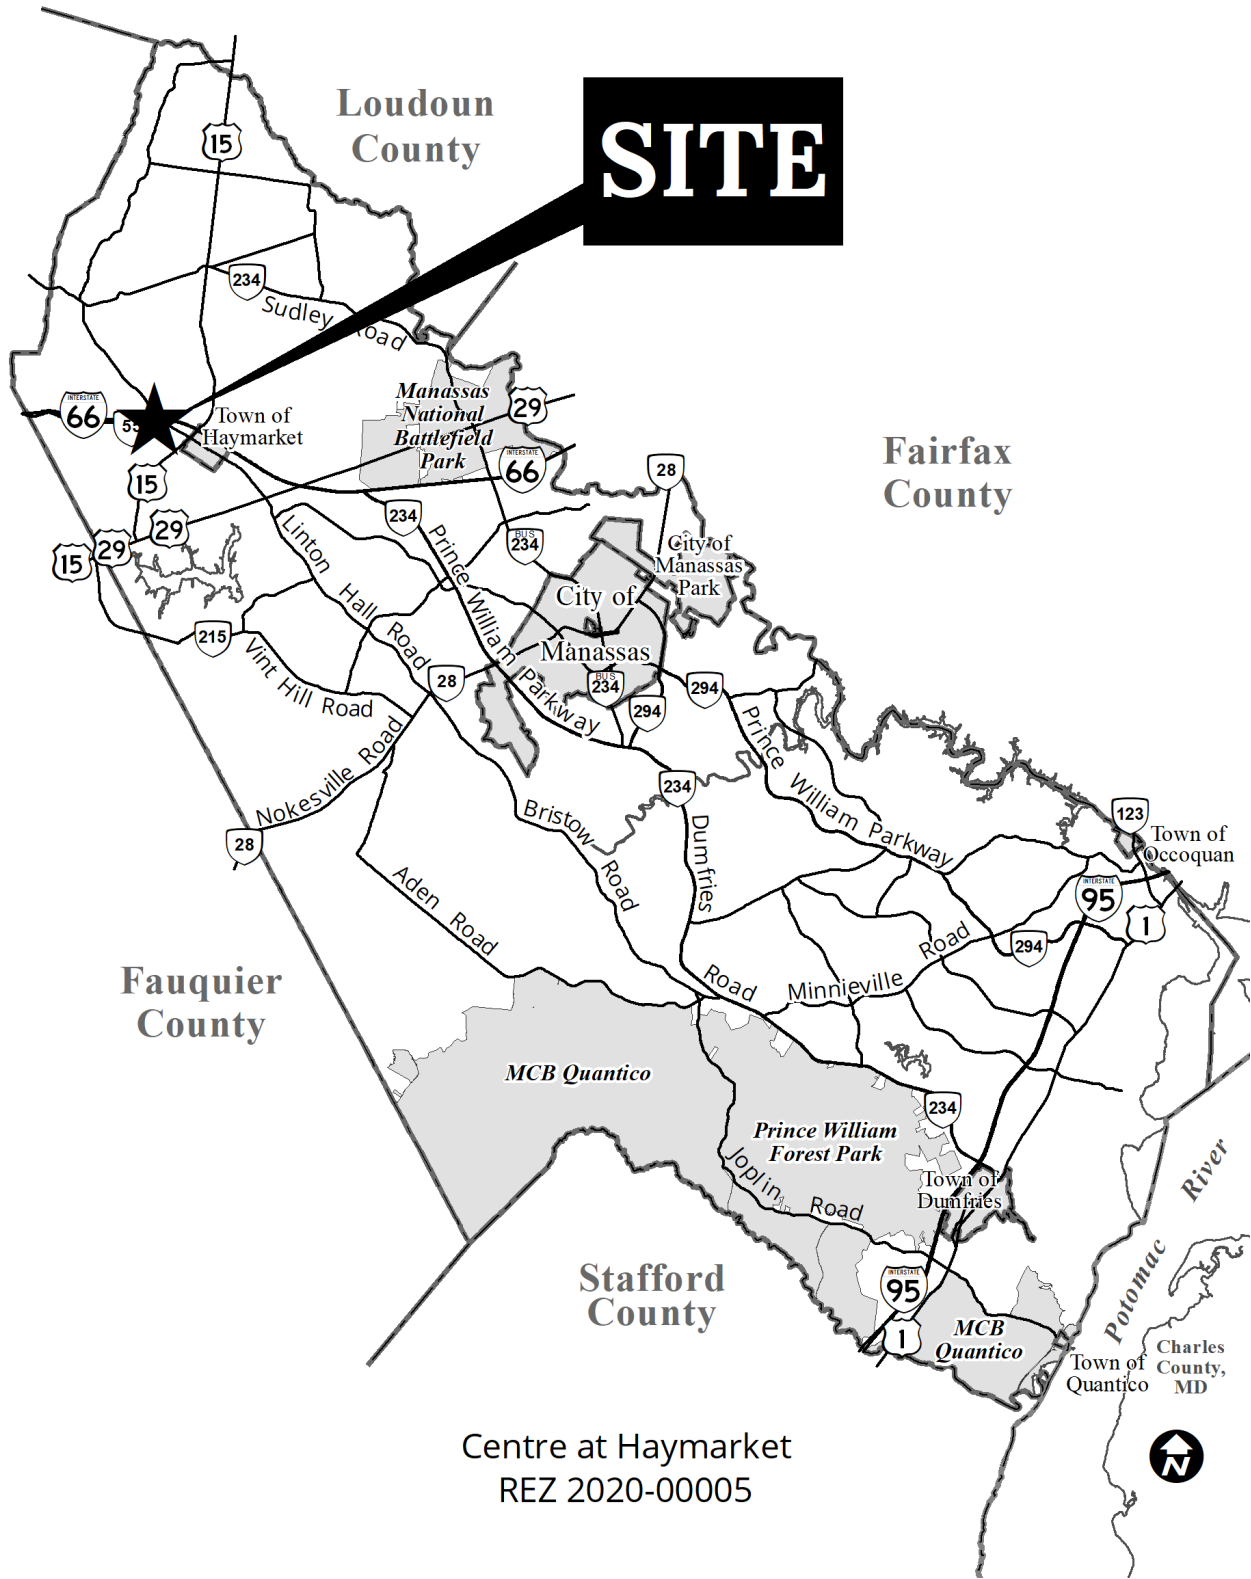 Loudoun
County
SITE
15
234
Sudley Road
INTERSTATE
66
55
Town of
Haymarket
Manassas
National
Battlefield
Park
29
INTERSTATE
66
Fairfax
County
15
28
29
234
BUS
234
15
29
Linton Hall Road
Prince William Parkway
City of
Manassas
Park
City of
Manassas
215
Vint Hill Road
28
BUS
234
294
294
Nokesville Road
28
234
Prince William Parkway
Bristow Road
Dumfries Road
123
Town of
Occoquan
INTERSTATE
95
1
Aden Road
294
Minnieville Road
Fauquier
County
MCB Quantico
234
Prince William
Forest Park
Joplin Road
Town of
Dumfries
Potomac River
Stafford
County
INTERSTATE
95
1
MCB
Quantico
Town of
Quantico
Charles
County,
MD
Centre at Haymarket
REZ 2020-00005
N